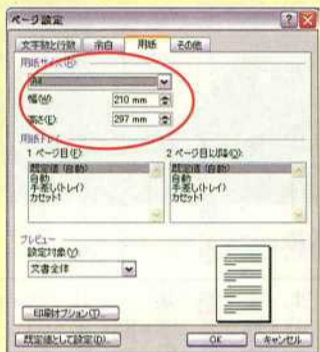 ページ設定
文字数と行数 余白 用紙 その他
用紙サイズ(R):
A4
幅(W): 210 mm
高さ(E): 297 mm
用紙トレイ
1 ページ目(F): 2 ページ目以降(O):
既定値 (自動) 既定値 (自動)
自動 自動
手差し(トレイ) 手差し(トレイ)
カセット1 カセット1
プレビュー
設定対象(Y):
文書全体
印刷オプション(T)...
既定値として設定(D)... OK キャンセル